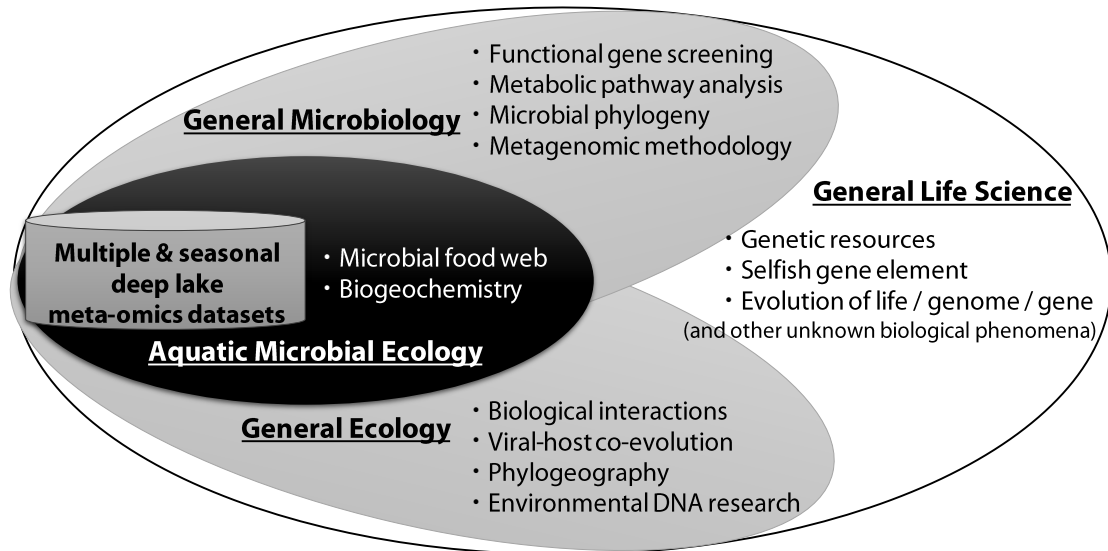 ・Functional gene screening
・Metabolic pathway analysis
General Microbiology
・Microbial phylogeny
・Metagenomic methodology
General Life Science
・Genetic resources
・Selfish gene element
・Evolution of life / genome / gene
(and other unknown biological phenomena)
Multiple & seasonal
deep lake
meta-omics datasets
・Microbial food web
・Biogeochemistry
Aquatic Microbial Ecology
General Ecology
・Biological interactions
・Viral-host co-evolution
・Phylogeography
・Environmental DNA research